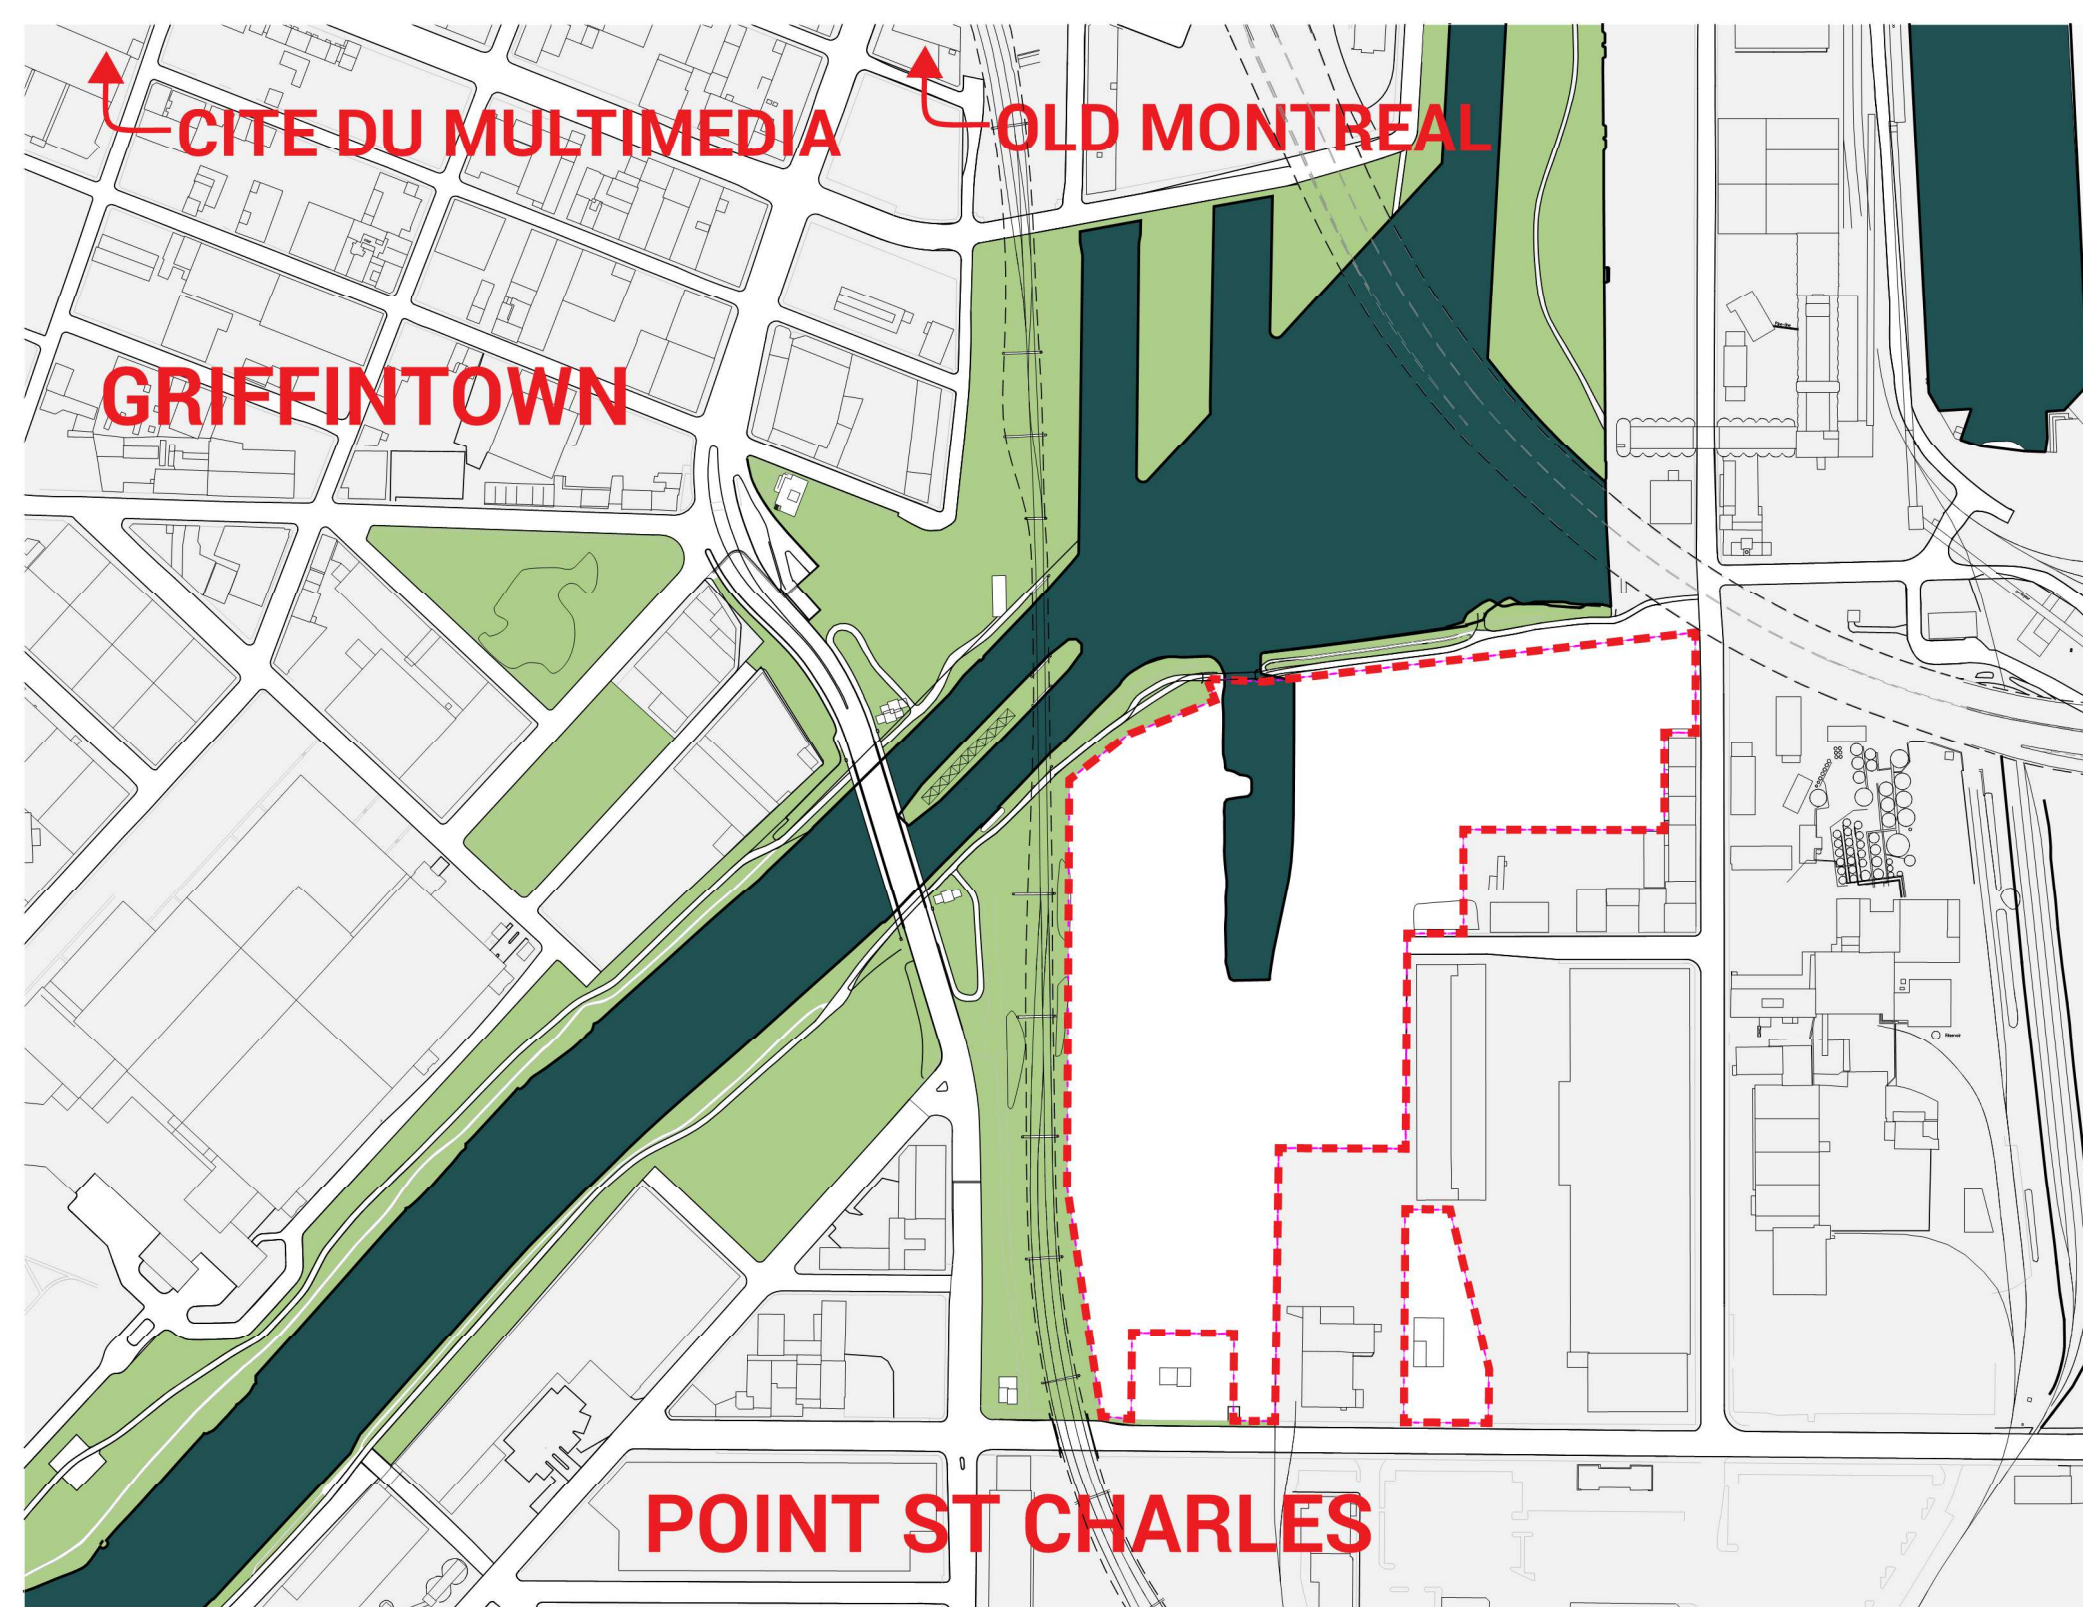 CITE DU MULTIMEDIA
OLD MONTREAL
GRIFFINTOWN
POINT ST CHARLES